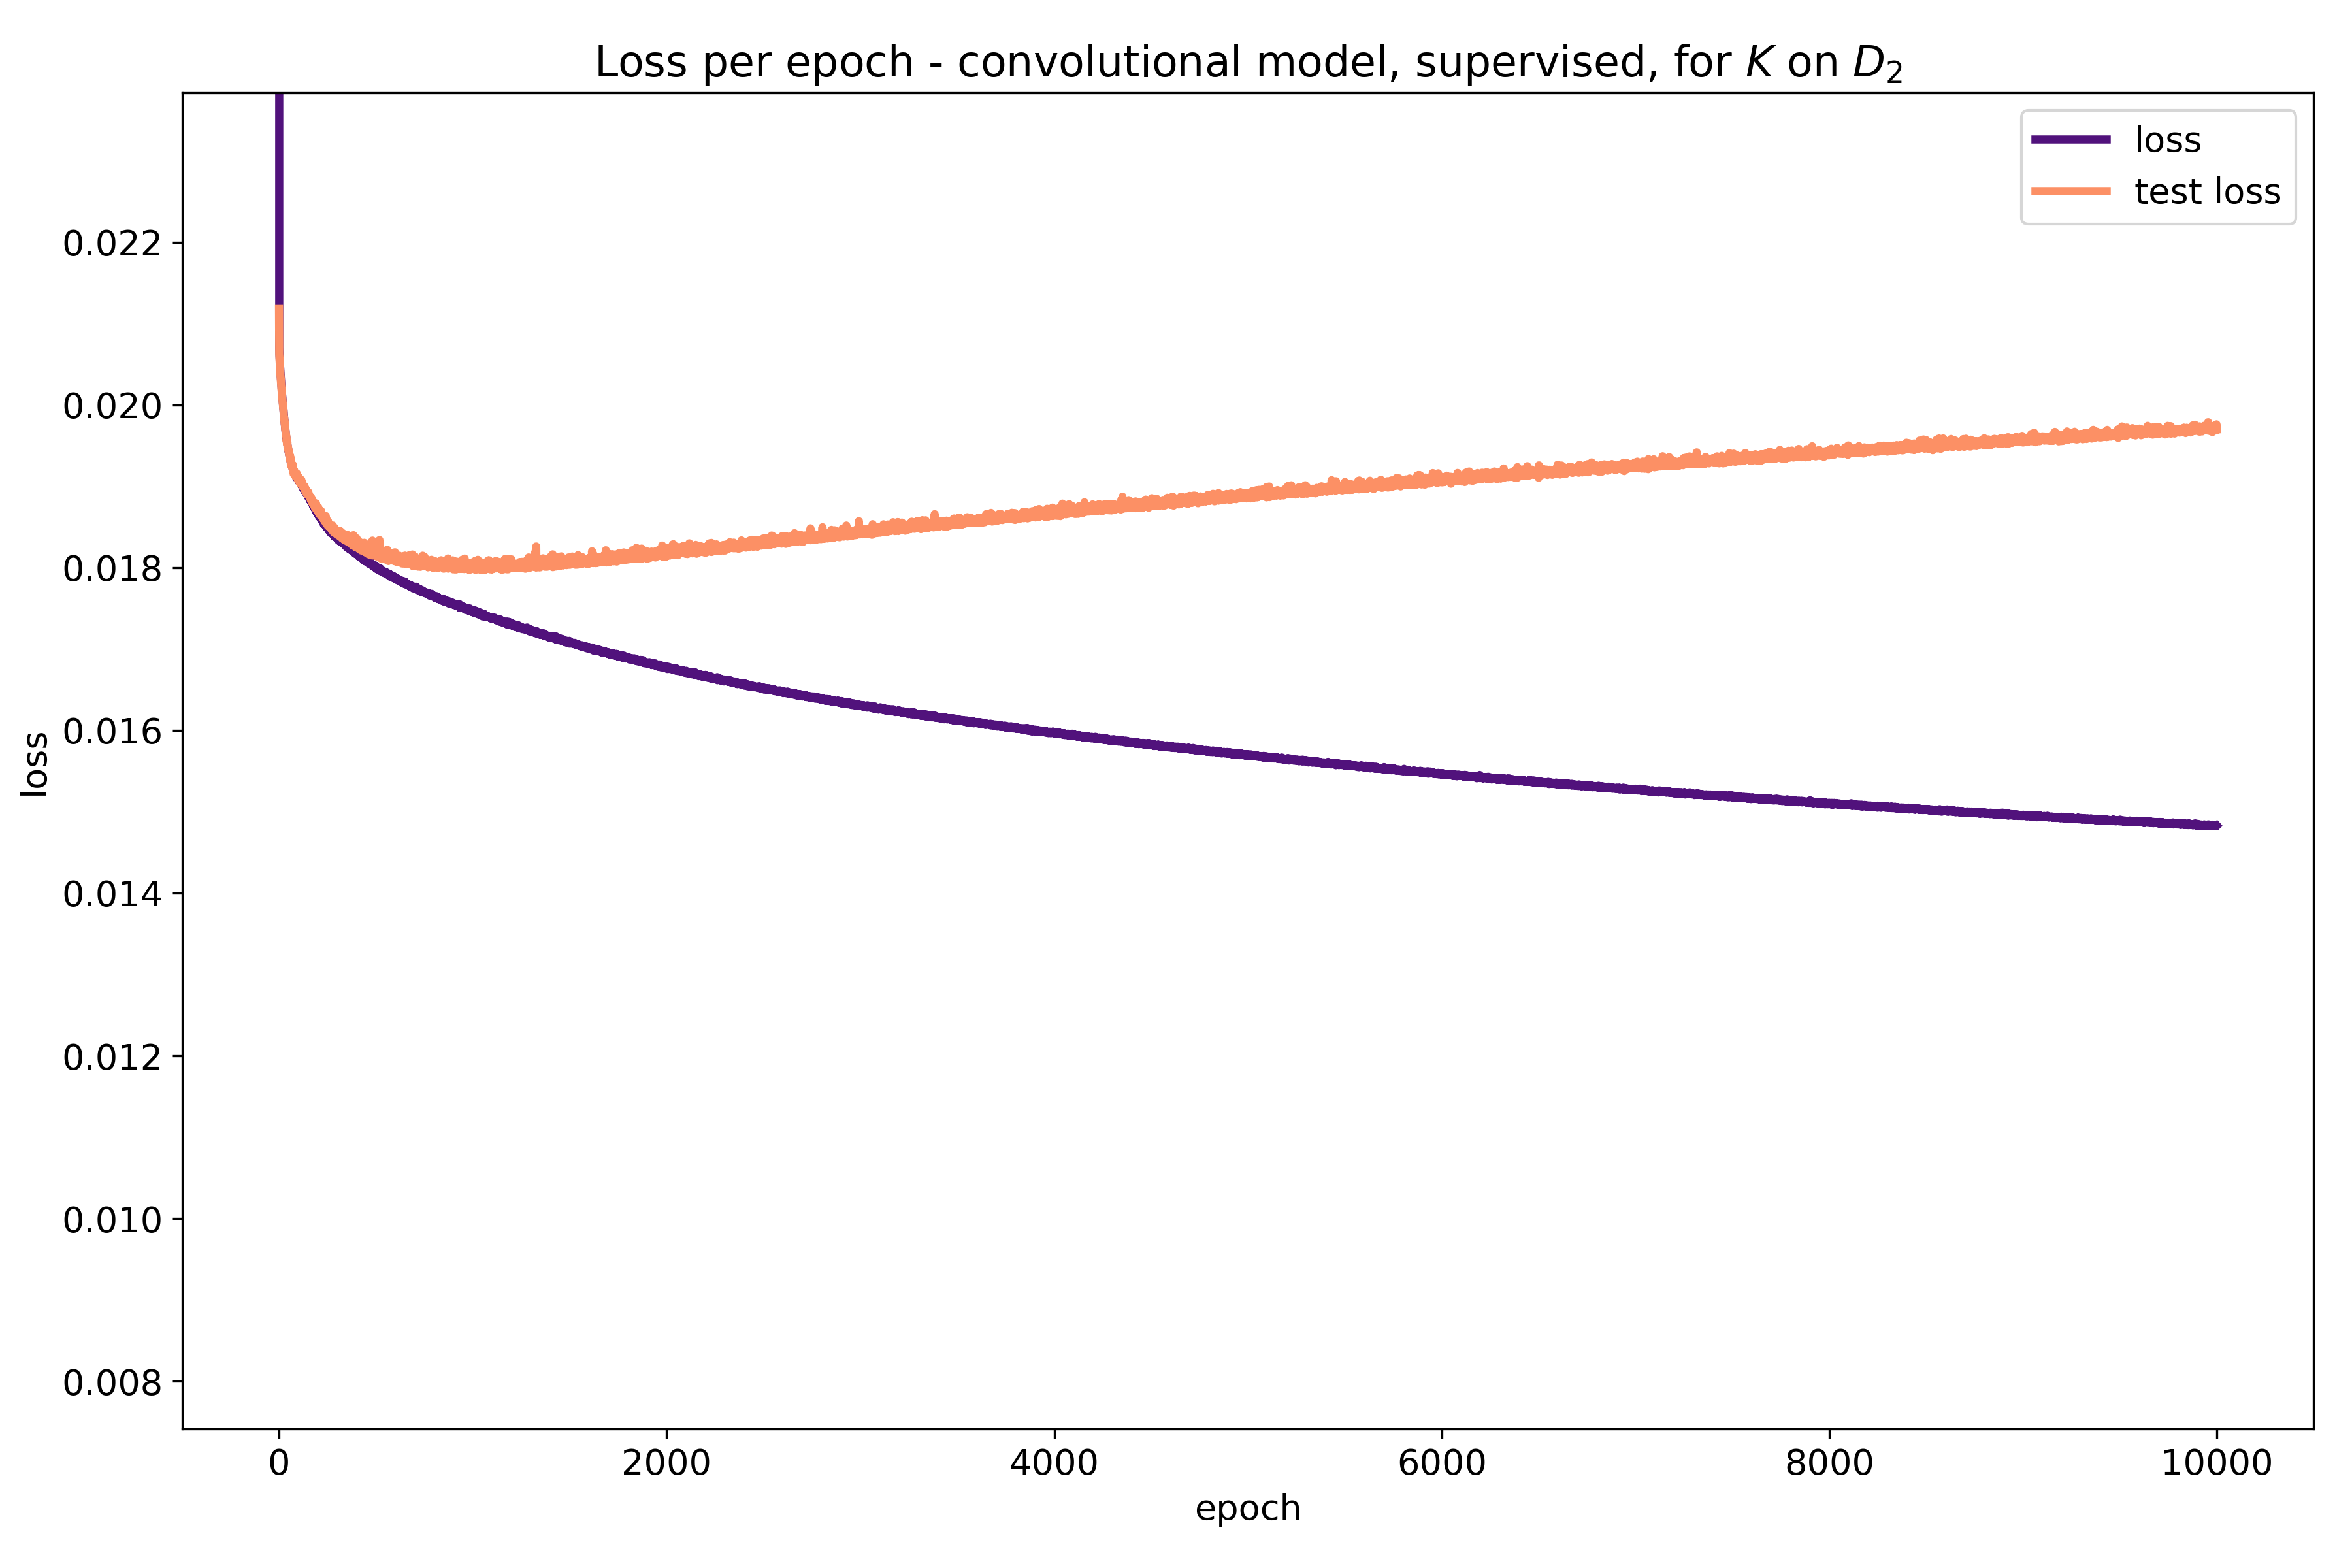 Loss per epoch - convolutional model, supervised, for K on D₂
loss
test loss
0.022
0.020
0.018
0.016
0.014
0.012
0.010
0.008
loss
0 2000 4000 6000 8000 10000
epoch